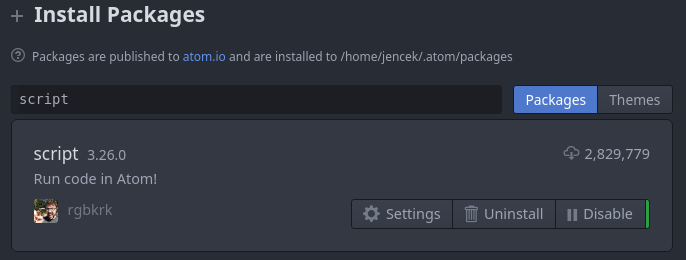 Install Packages
Packages are published to atom.io and are installed to /home/jencek/.atom/packages
script
Packages Themes
script 3.26.0 2,829,779
Run code in Atom!
rgbkrk
Settings Uninstall Disable